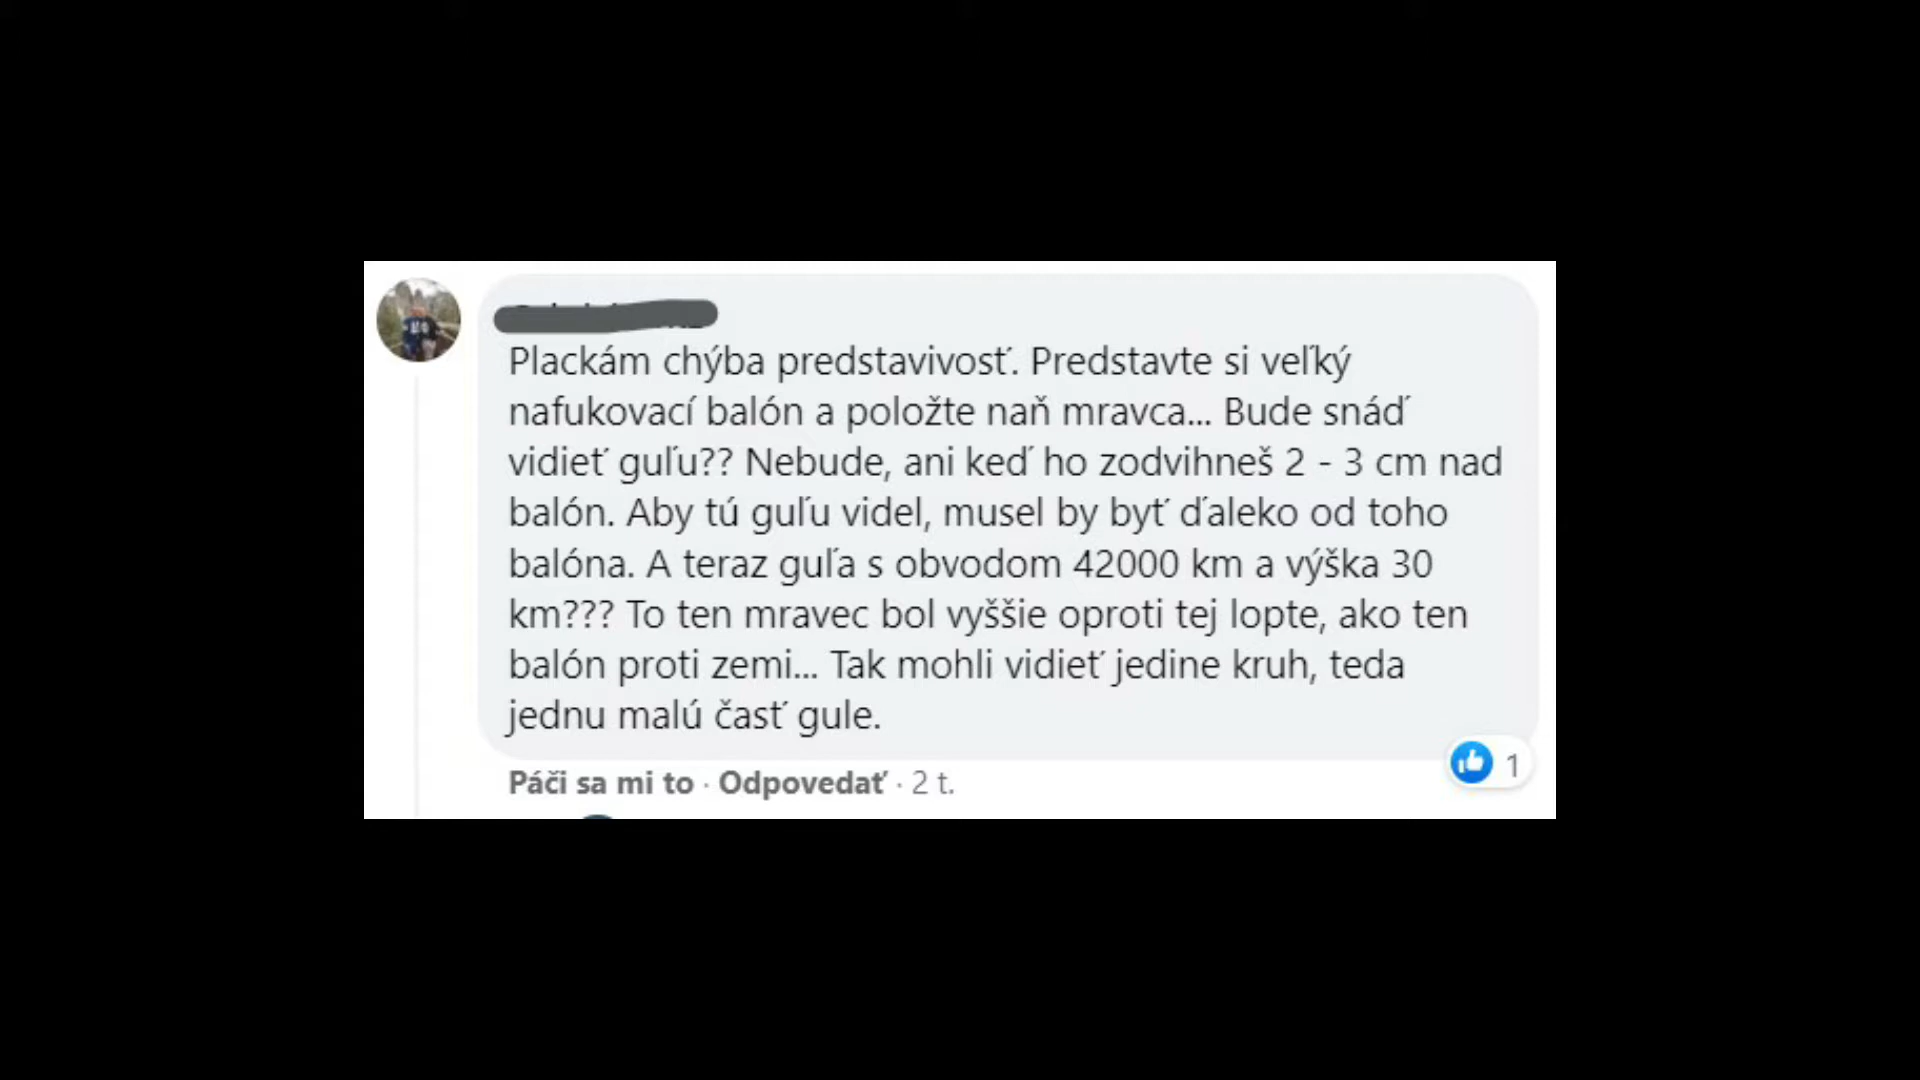 Plackám chýba predstavivosť. Predstavte si veľký
nafukovací balón a položte naň mravca... Bude snáď
vidieť guľu?? Nebude, ani keď ho zodvihneš 2 - 3 cm nad
balón. Aby tú guľu videl, musel by byť ďaleko od toho
balóna. A teraz guľa s obvodom 42000 km a výška 30
km??? To ten mravec bol vyššie oproti tej lopte, ako ten
balón proti zemi... Tak mohli vidieť jedine kruh, teda
jednu malú časť gule.
1
Páči sa mi to · Odpovedať · 2 t.